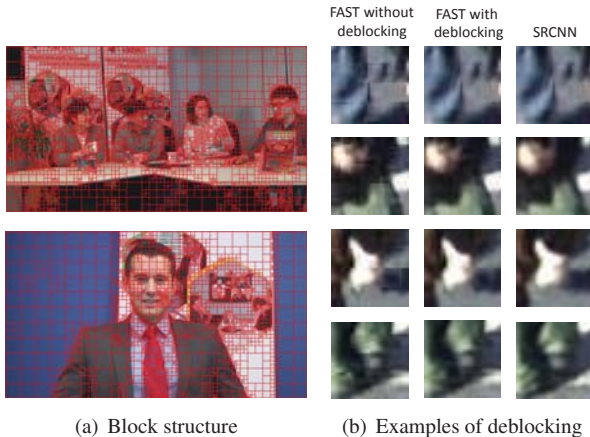 FAST without
deblocking
FAST with
deblocking
SRCNN
(a) Block structure
(b) Examples of deblocking